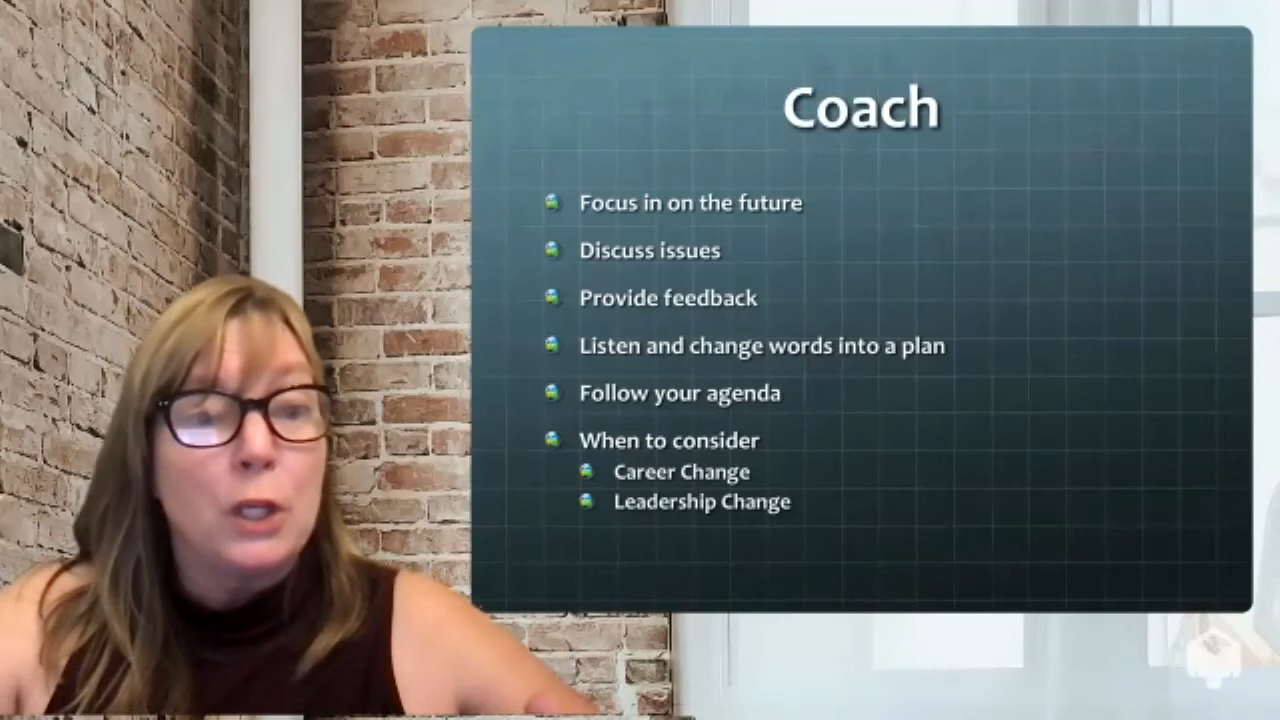 Coach
Focus in on the future
Discuss issues
Provide feedback
Listen and change words into a plan
Follow your agenda
When to consider
Career Change
Leadership Change